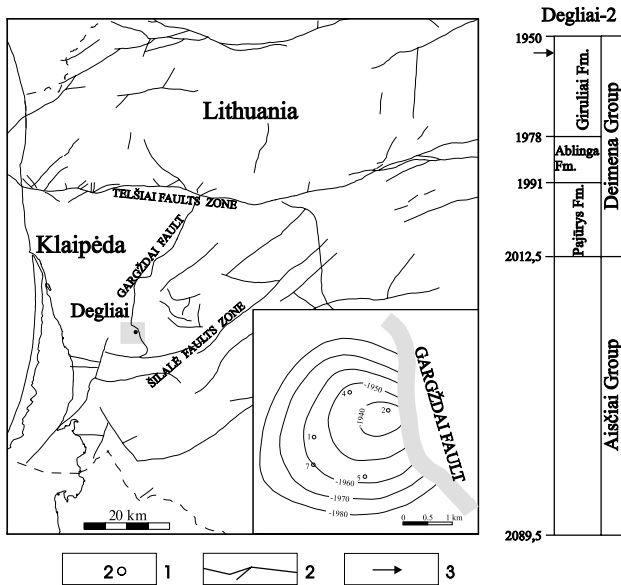 Lithuania
TELŠIAI FAULTS ZONE
Klaipėda
GARGŽDAI FAULT
Degliai
ŠILALĖ FAULTS ZONE
20 km
-1950
4
2
-1940
1
7
5
-1960
-1970
-1980
GARGŽDAI FAULT
0 0.5 1 km
Degliai-2
1950
Giruliai Fm.
1978
Ablinga
Fm.
1991
Pajūrys Fm.
2012,5
Deimena Group
Aisčiai Group
2089,5
2 1
2
3